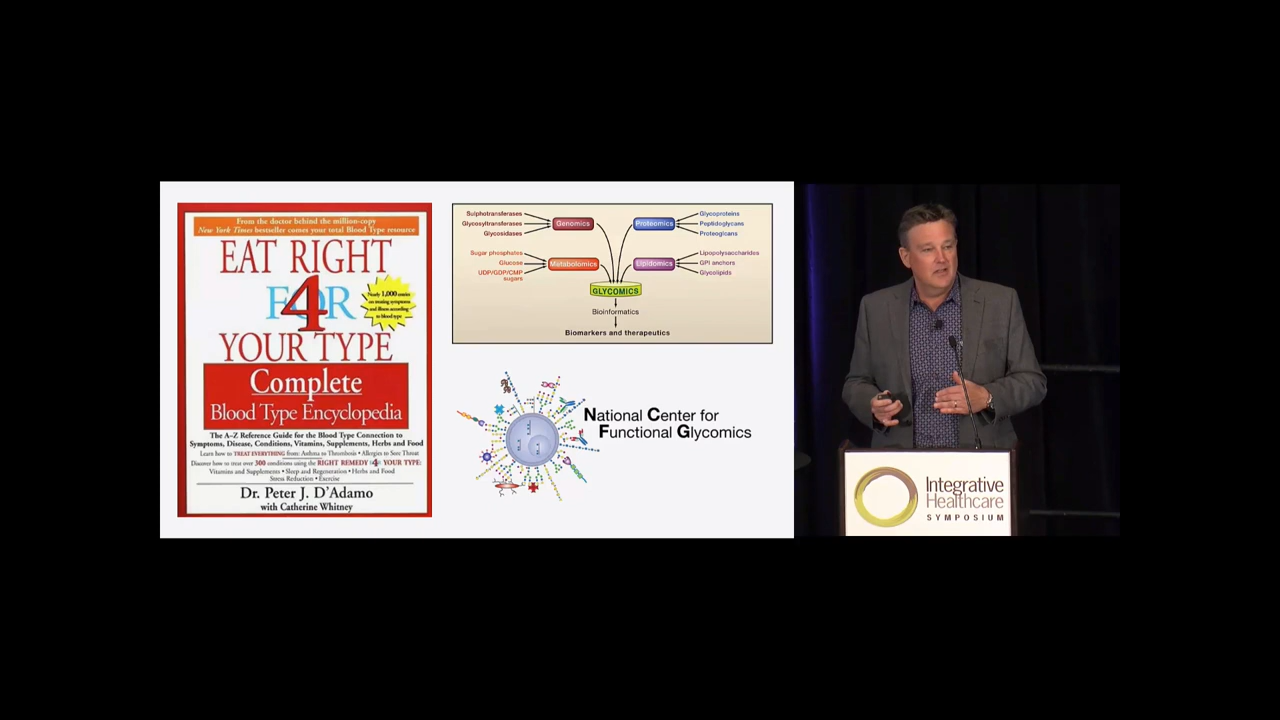 From the doctor behind the million-copy
New York Times bestseller comes your total Blood Type resource
EAT RIGHT
FOR
4
YOUR TYPE
Nearly 1,000 entries
on treating symptoms
and illness according
to blood type!
Complete
Blood Type Encyclopedia
The A-Z Reference Guide for the Blood Type Connection to
Symptoms, Disease, Conditions, Vitamins, Supplements, Herbs and Food
Learn how to TREAT EVERYTHING from: Asthma to Thrombosis • Allergies to Sore Throat
Discover how to treat over 300 conditions using the RIGHT REMEDY 4 YOUR TYPE:
Vitamins and Supplements • Sleep and Regeneration • Herbs and Food
Stress Reduction • Exercise
Dr. Peter J. D'Adamo
with Catherine Whitney
Sulphotransferases
Glycosyltransferases
Glycosidases
Genomics
Proteomics
Glycoproteins
Peptidoglycans
Proteoglcans
Sugar phosphates
Glucose
UDP/GDP/CMP
sugars
Metabolomics
Lipidomics
Lipopolysaccharides
GPI anchors
Glycolipids
GLYCOMICS
Bioinformatics
Biomarkers and therapeutics
National Center for
Functional Glycomics
Integrative
Healthcare
SYMPOSIUM